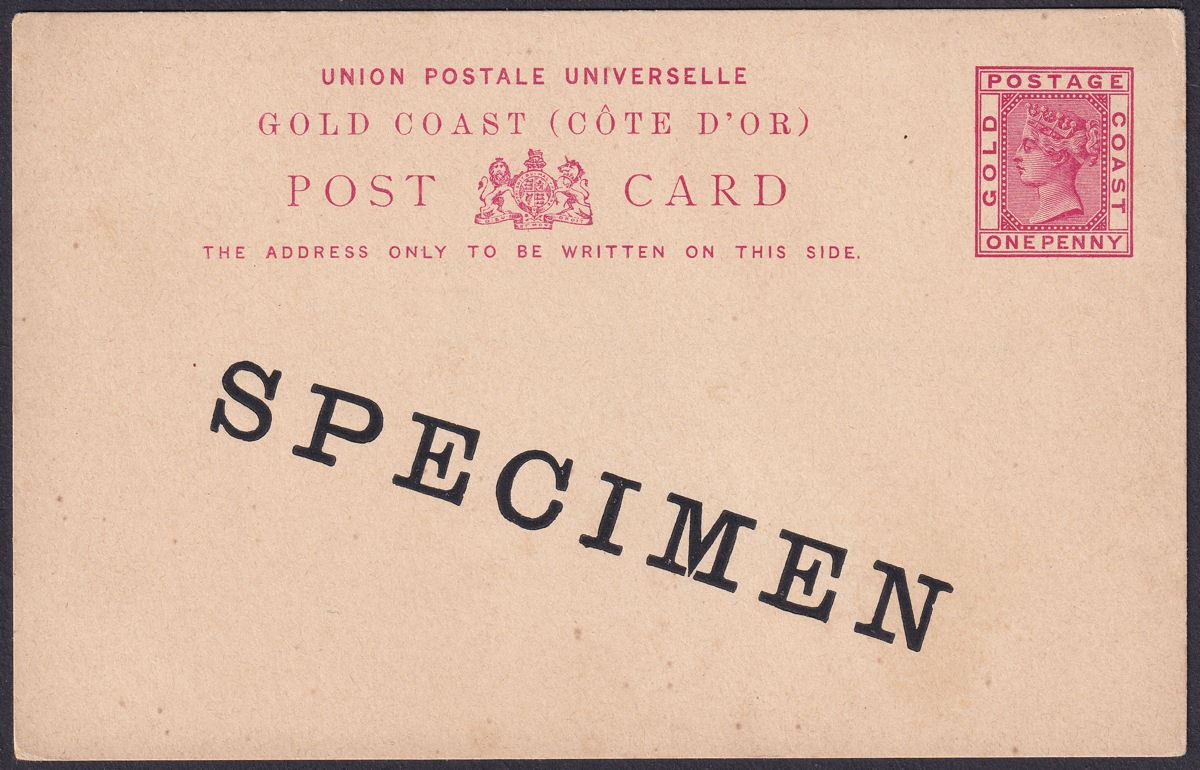 UNION POSTALE UNIVERSELLE
GOLD COAST (CÔTE D'OR)
POST CARD
THE ADDRESS ONLY TO BE WRITTEN ON THIS SIDE.
POSTAGE
GOLD
COAST
ONE PENNY
SPECIMEN